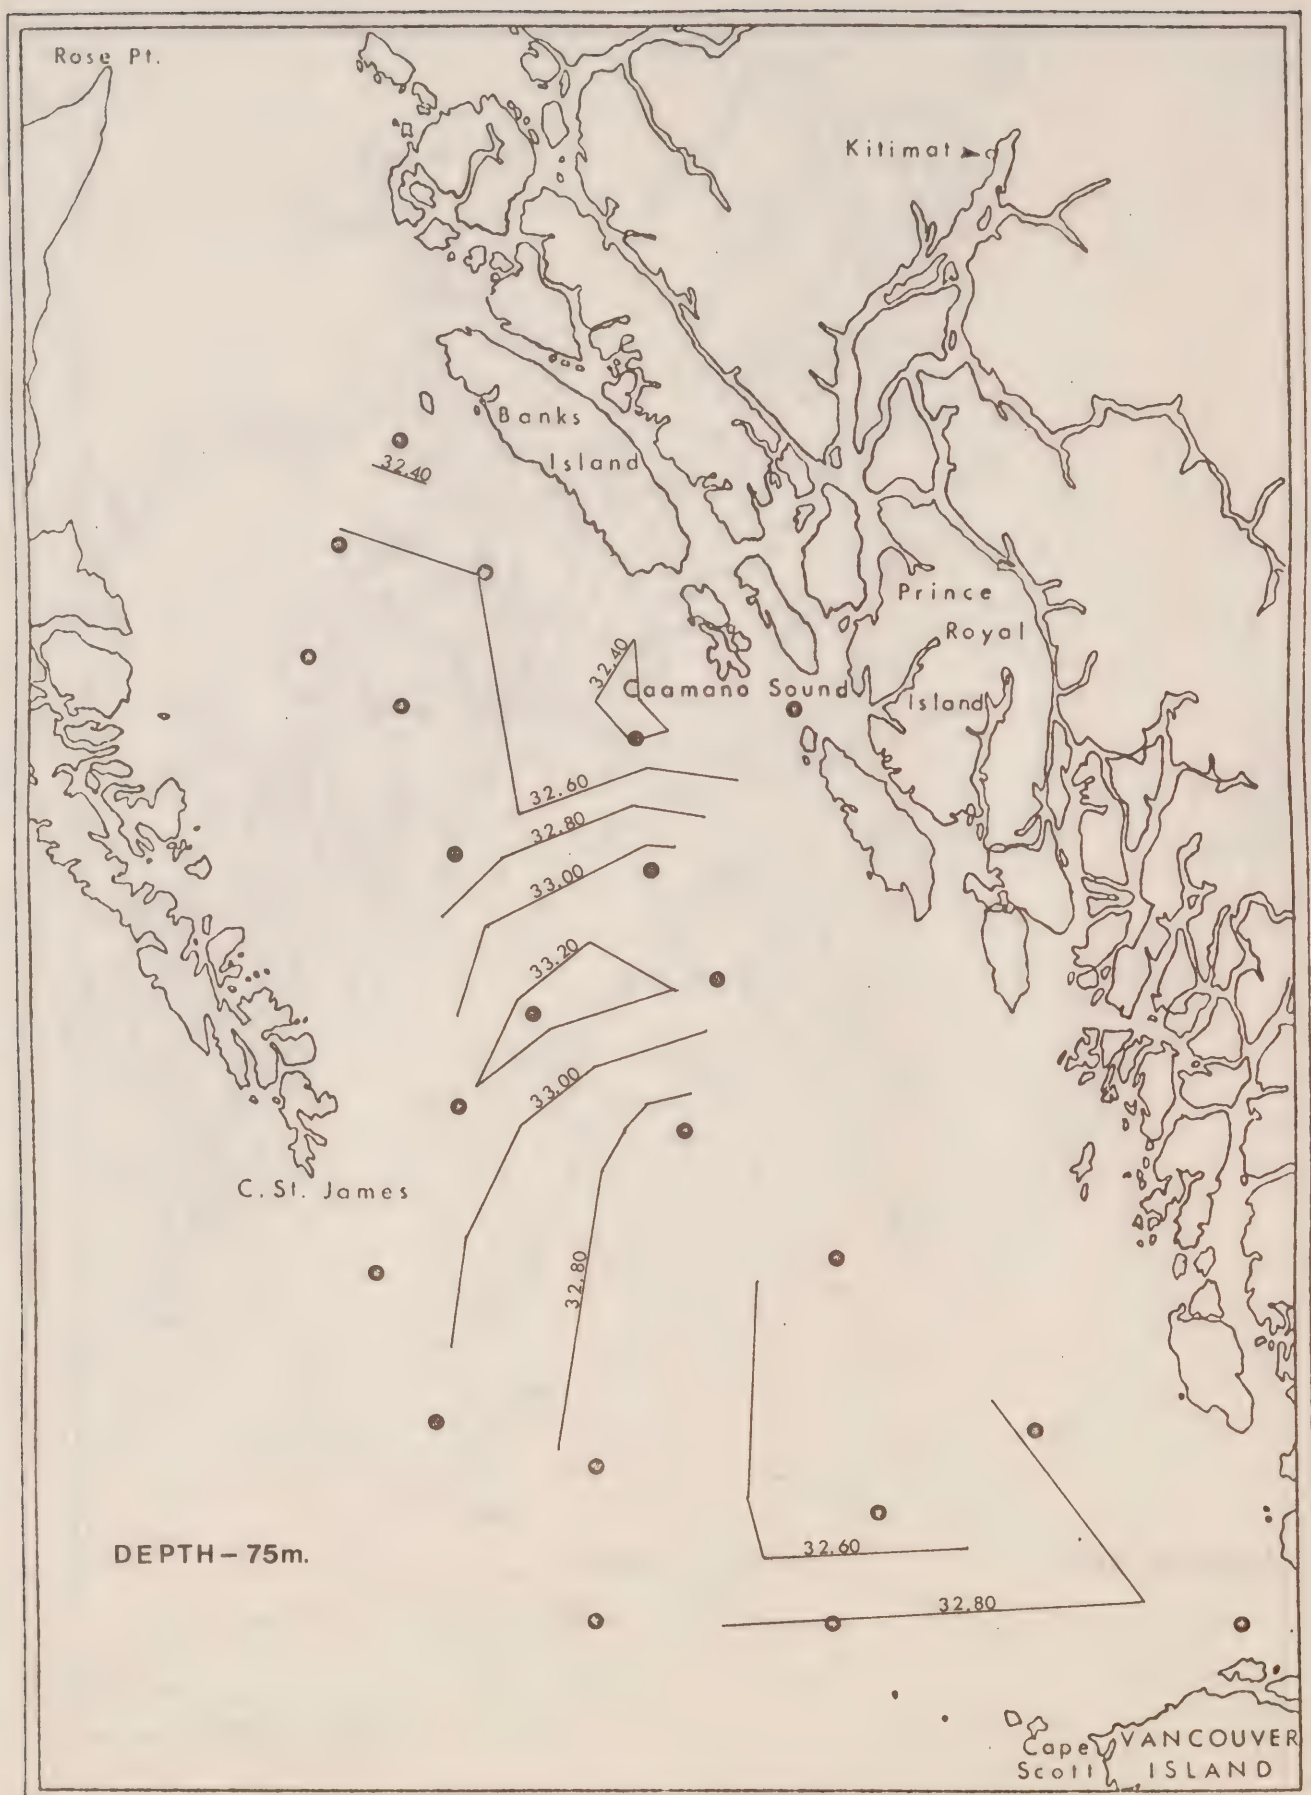 Rose Pt.
Kitimat
Banks
Island
32.40
Prince
Royal
32.40
Caamano Sound
Island
32.60
32.80
33.00
33.20
33.00
C. St. James
32.80
DEPTH – 75m.
32.60
32.80
Cape
Scott
VANCOUVER
ISLAND